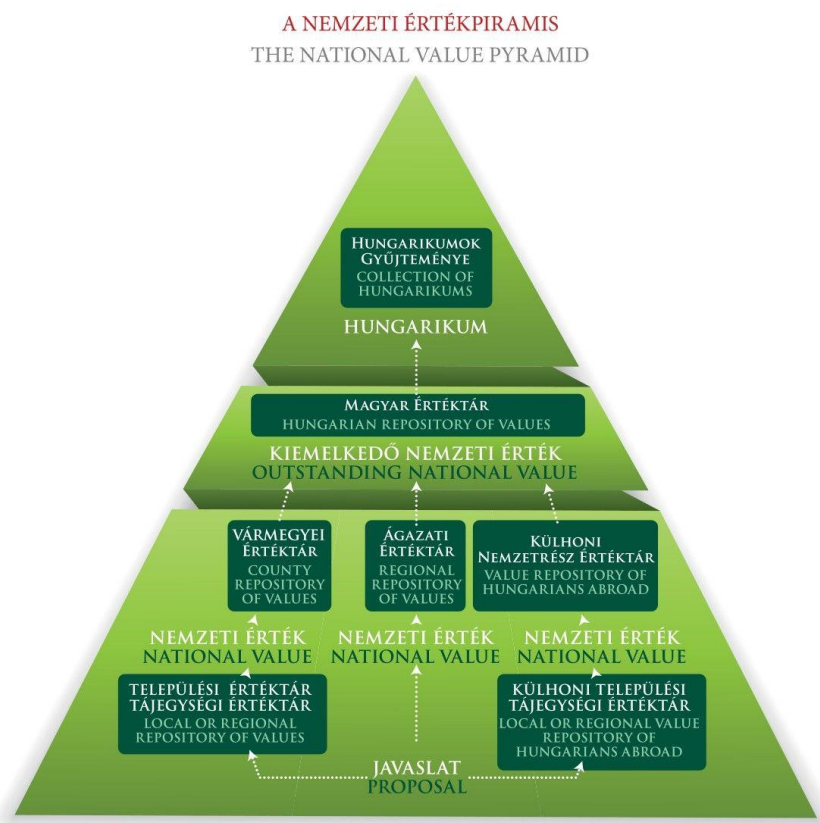 A NEMZETI ÉRTÉKPIRAMIS
THE NATIONAL VALUE PYRAMID
HUNGARIKUMOK
GYŰJTEMÉNYE
COLLECTION OF
HUNGARIKUMS
HUNGARIKUM
MAGYAR ÉRTÉKTÁR
HUNGARIAN REPOSITORY OF VALUES
KIEMELKEDŐ NEMZETI ÉRTÉK
OUTSTANDING NATIONAL VALUE
VÁRMEGYEI
ÉRTÉKTÁR
COUNTY
REPOSITORY
OF VALUES
ÁGAZATI
ÉRTÉKTÁR
REGIONAL
REPOSITORY
OF VALUES
KÜLHONI
NEMZETRÉSZ ÉRTÉKTÁR
VALUE REPOSITORY OF
HUNGARIANS ABROAD
NEMZETI ÉRTÉK
NATIONAL VALUE
NEMZETI ÉRTÉK
NATIONAL VALUE
NEMZETI ÉRTÉK
NATIONAL VALUE
TELEPÜLÉSI ÉRTÉKTÁR
TÁJEGYSÉGI ÉRTÉKTÁR
LOCAL OR REGIONAL
REPOSITORY OF VALUES
KÜLHONI TELEPÜLÉSI
TÁJEGYSÉGI ÉRTÉKTÁR
LOCAL OR REGIONAL VALUE
REPOSITORY OF
HUNGARIANS ABROAD
JAVASLAT
PROPOSAL